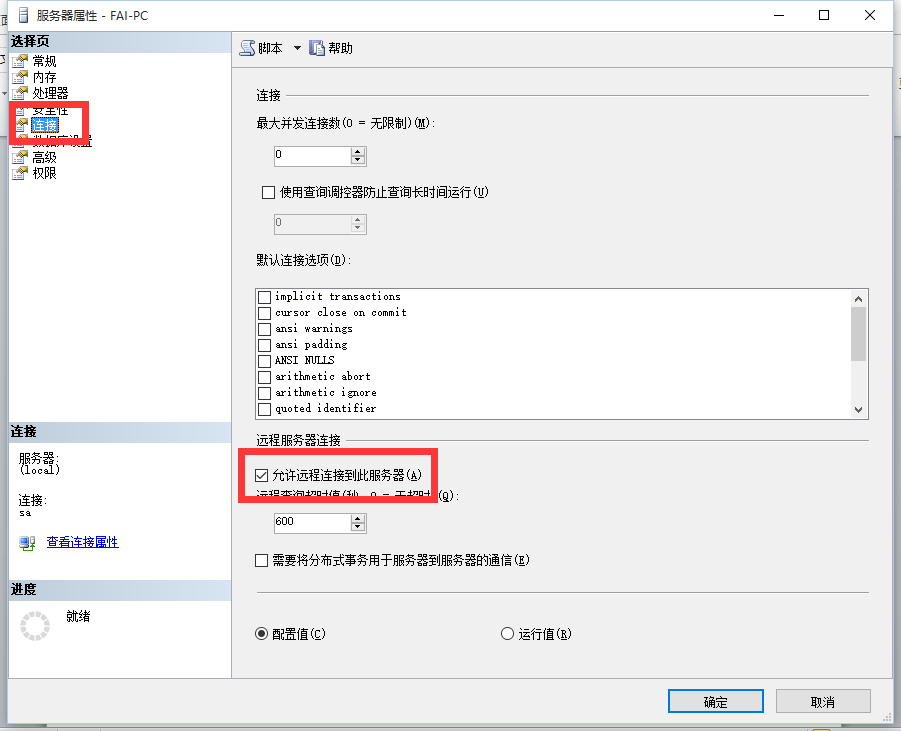 服务器属性 - FAI-PC
选择页
常规
内存
处理器
安全性
连接
数据库设置
高级
权限
连接
服务器:
(local)
连接:
sa
查看连接属性
进度
就绪
脚本
帮助
连接
最大并发连接数(0 = 无限制)(M):
0
使用查询调控器防止查询长时间运行(U)
0
默认连接选项(D):
implicit transactions
cursor close on commit
ansi warnings
ansi padding
ANSI NULLS
arithmetic abort
arithmetic ignore
quoted identifier
远程服务器连接
允许远程连接到此服务器(A)
远程查询超时值(秒, 0 = 无超时)(Q):
600
需要将分布式事务用于服务器到服务器的通信(E)
配置值(C)
运行值(R)
确定
取消